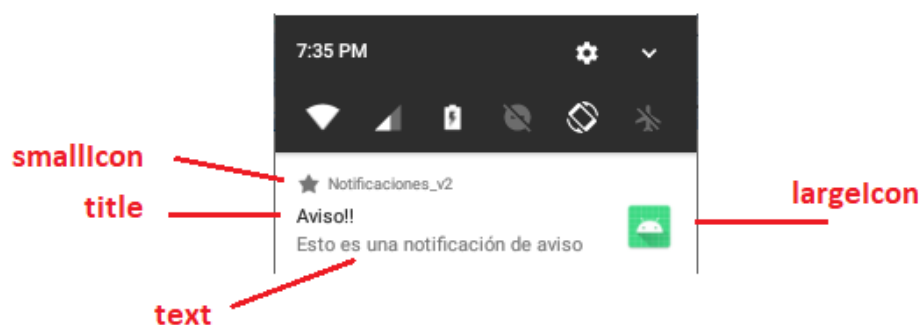 7:35 PM
smallIcon
Notificaciones_v2
title
Aviso!!
largeIcon
Esto es una notificación de aviso
text